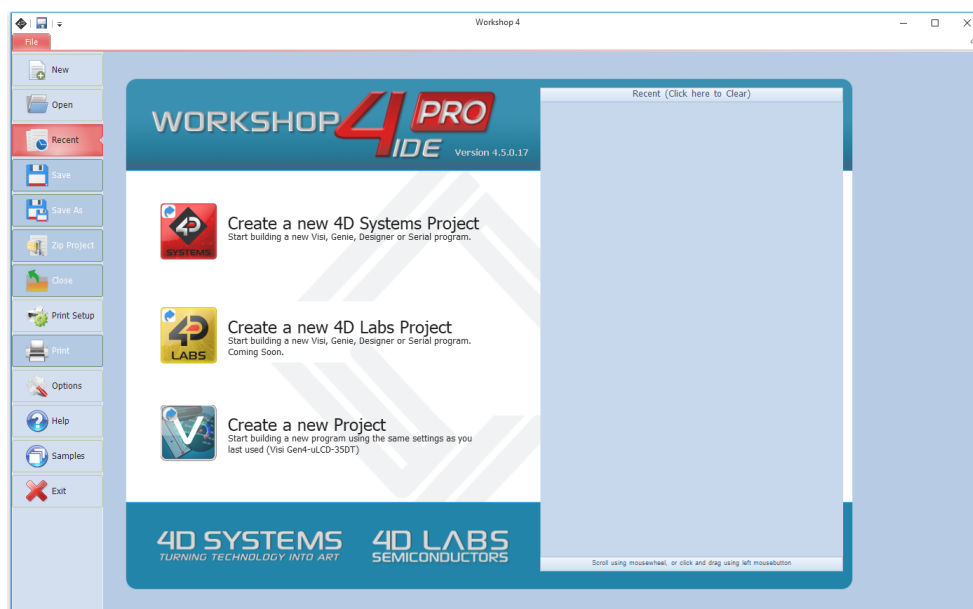 Workshop 4
File
New
Open
Recent
Save
Save As
Zip Project
Close
Print Setup
Print
Options
Help
Samples
Exit
WORKSHOP 4 PRO
IDE Version 4.5.0.17
4D SYSTEMS
Create a new 4D Systems Project
Start building a new Visi, Genie, Designer or Serial program.
4D LABS
Create a new 4D Labs Project
Start building a new Visi, Genie, Designer or Serial program.
Coming Soon.
V
Create a new Project
Start building a new program using the same settings as you
last used (Visi Gen4-uLCD-35DT)
4D SYSTEMS
TURNING TECHNOLOGY INTO ART
4D LABS
SEMICONDUCTORS
Recent (Click here to Clear)
Scroll using mousewheel, or click and drag using left mousebutton